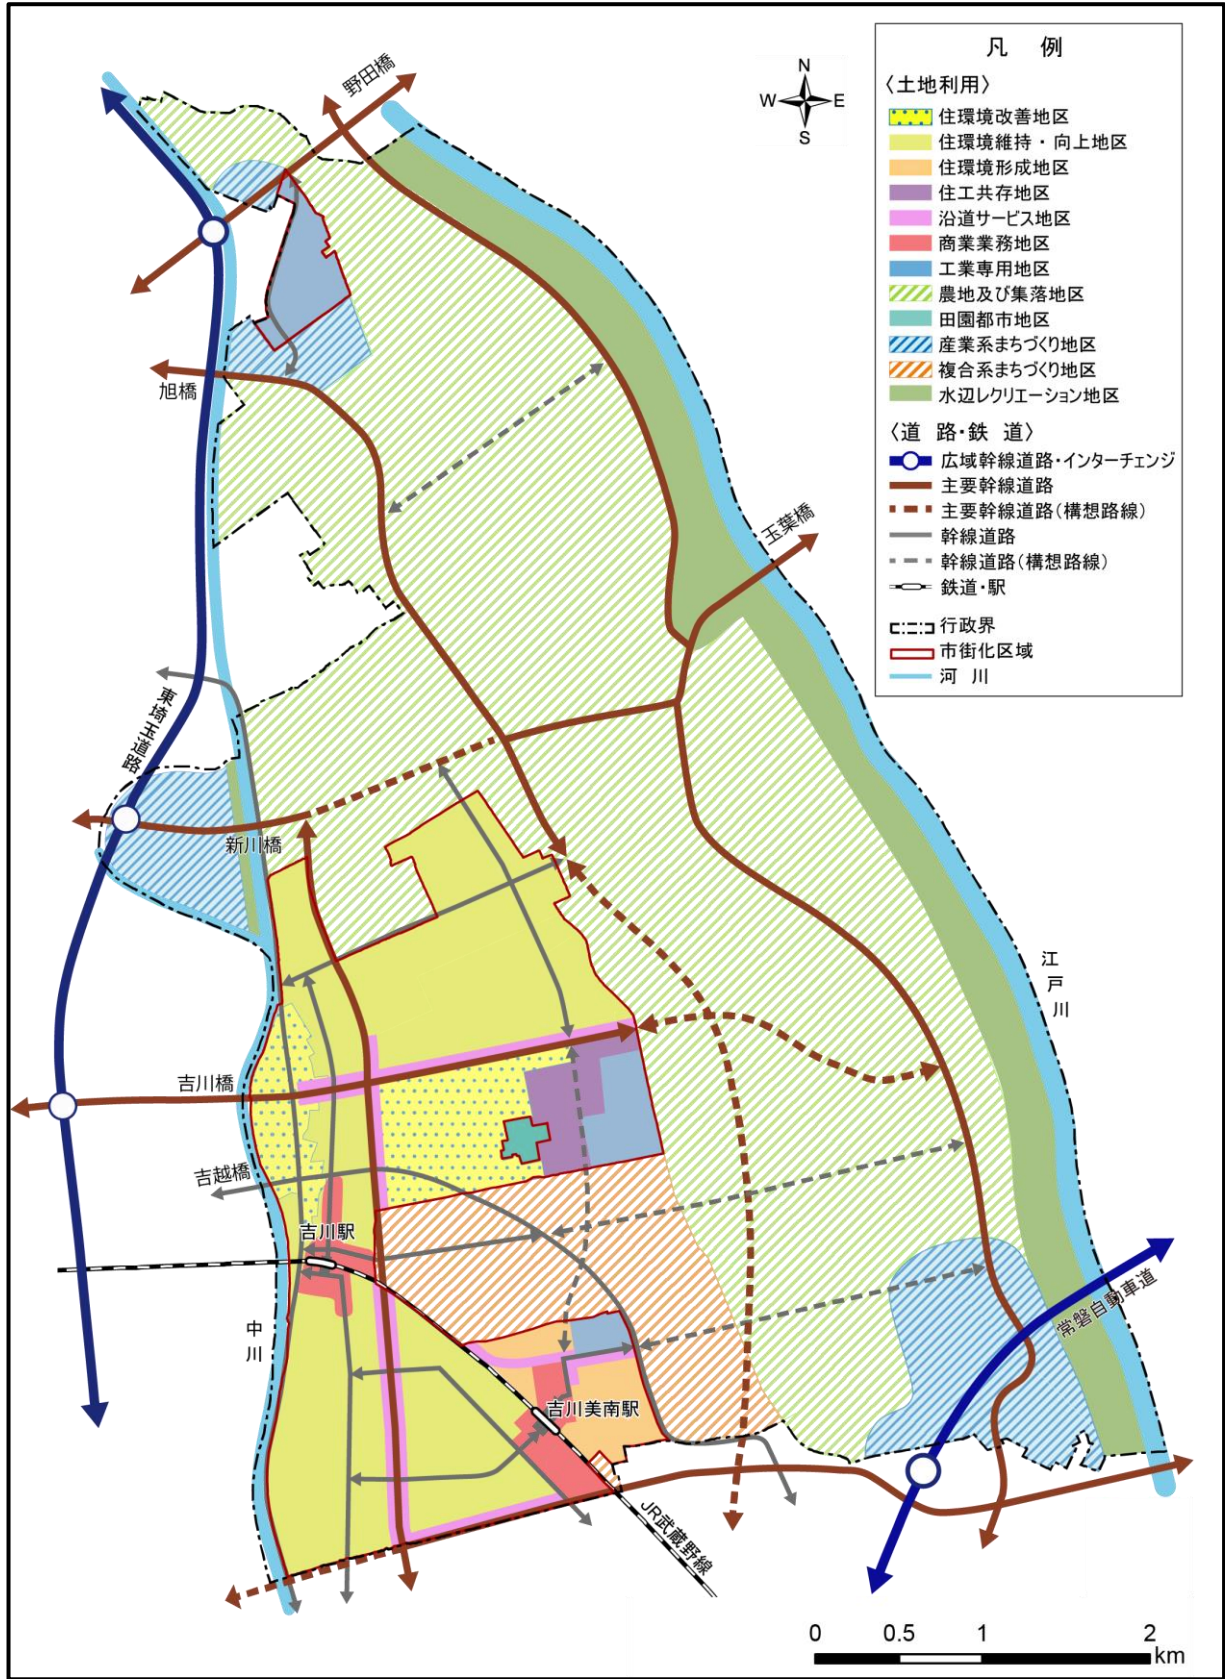 凡 例
〈土地利用〉
住環境改善地区
住環境維持・向上地区
住環境形成地区
住工共存地区
沿道サービス地区
商業業務地区
工業専用地区
農地及び集落地区
田園都市地区
産業系まちづくり地区
複合系まちづくり地区
水辺レクリエーション地区
〈道 路・鉄 道〉
広域幹線道路・インターチェンジ
主要幹線道路
主要幹線道路(構想路線)
幹線道路
幹線道路(構想路線)
鉄道・駅
行政界
市街化区域
河 川
N
W E
S
野田橋
旭橋
玉葉橋
東埼玉道路
新川橋
江戸川
吉川橋
吉越橋
吉川駅
中川
常磐自動車道
吉川美南駅
JR武蔵野線
0 0.5 1 2
km